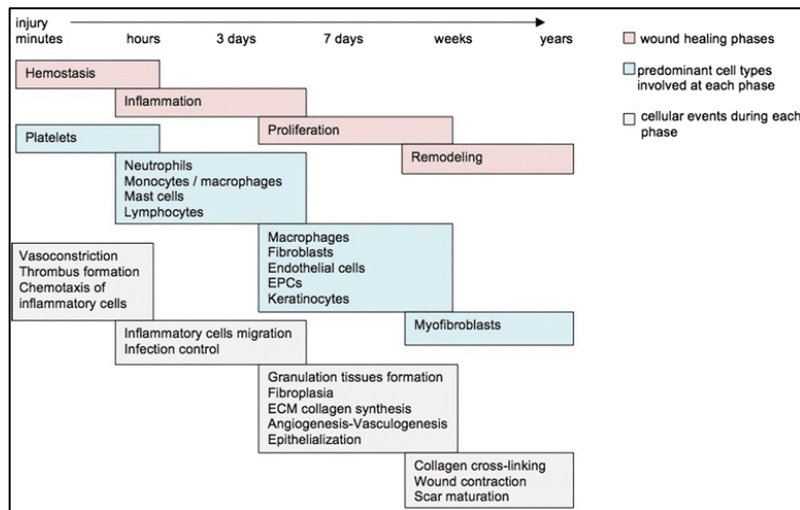 injury
minutes hours 3 days 7 days weeks years
wound healing phases
predominant cell types
involved at each phase
cellular events during each
phase
Hemostasis
Inflammation
Proliferation
Remodeling
Platelets
Neutrophils
Monocytes / macrophages
Mast cells
Lymphocytes
Macrophages
Fibroblasts
Endothelial cells
EPCs
Keratinocytes
Myofibroblasts
Vasoconstriction
Thrombus formation
Chemotaxis of
inflammatory cells
Inflammatory cells migration
Infection control
Granulation tissues formation
Fibroplasia
ECM collagen synthesis
Angiogenesis-Vasculogenesis
Epithelialization
Collagen cross-linking
Wound contraction
Scar maturation